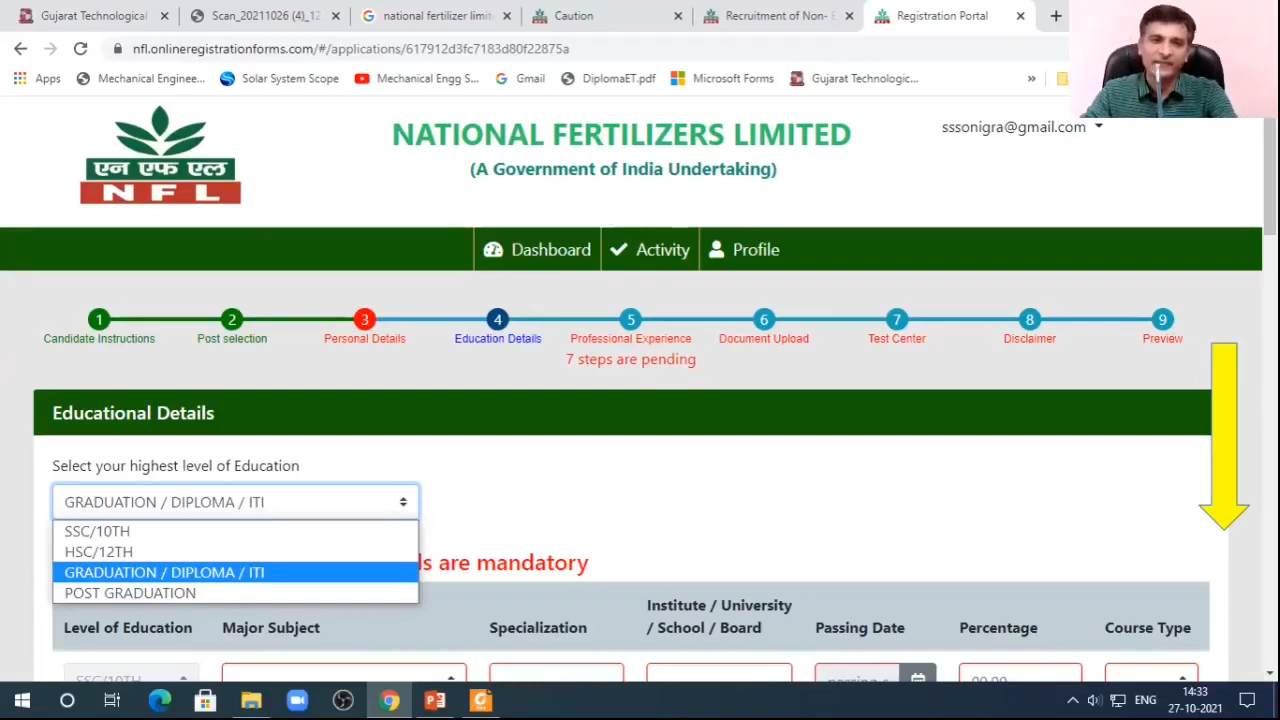 Gujarat Technological
Scan_20211026 (4)_12
national fertilizer limit
Caution
Recruitment of Non- E
Registration Portal
nfl.onlineregistrationforms.com/#/applications/617912d3fc7183d80f22875a
Apps
Mechanical Enginee...
Solar System Scope
Mechanical Engg S...
Gmail
DiplomaET.pdf
Microsoft Forms
Gujarat Technologic...
»
एन एफ एल
NFL
NATIONAL FERTILIZERS LIMITED
(A Government of India Undertaking)
sssonigra@gmail.com
Dashboard
Activity
Profile
1 2 3 4 5 6 7 8 9
Candidate Instructions
Post selection
Personal Details
Education Details
Professional Experience
Document Upload
Test Center
Disclaimer
Preview
7 steps are pending
Educational Details
Select your highest level of Education
GRADUATION / DIPLOMA / ITI
SSC/10TH
HSC/12TH
GRADUATION / DIPLOMA / ITI
POST GRADUATION
ls are mandatory
Level of Education
Major Subject
Specialization
Institute / University
/ School / Board
Passing Date
Percentage
Course Type
SSC/10TH
passing-s
00.00
ENG
14:33
27-10-2021